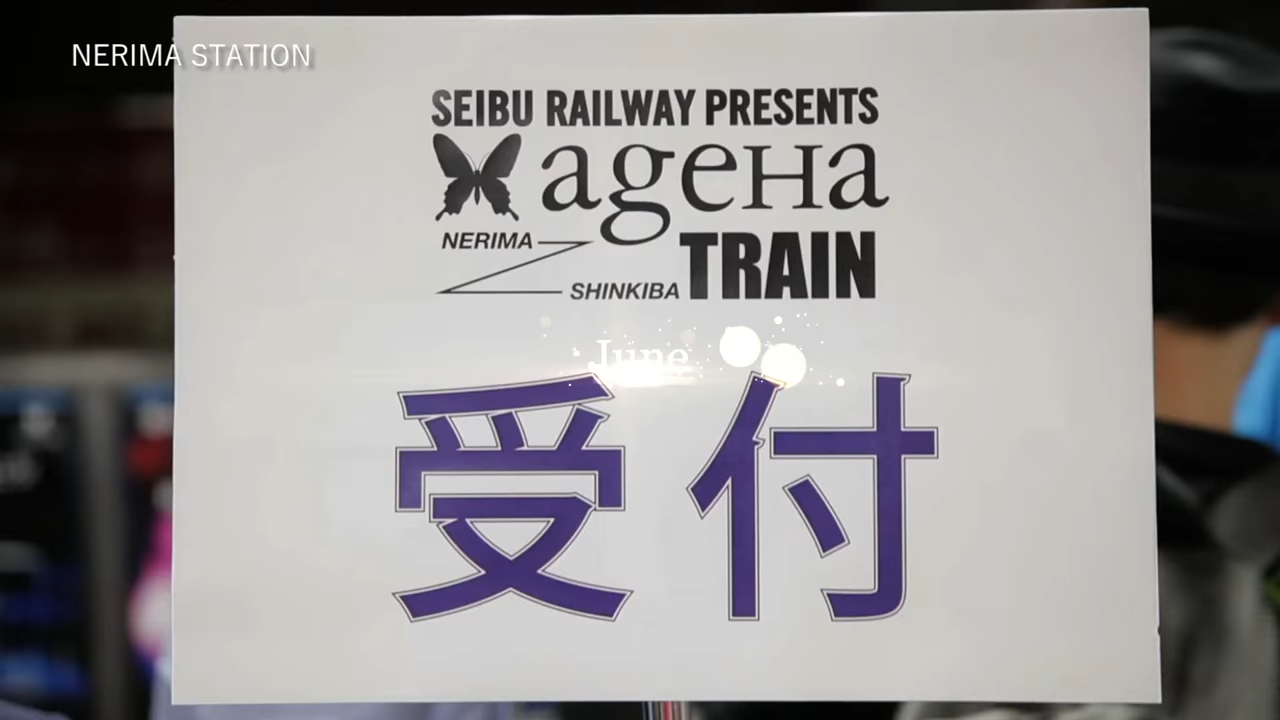 NERIMA STATION
SEIBU RAILWAY PRESENTS
ageHa
NERIMA
SHINKIBA TRAIN
June
受付